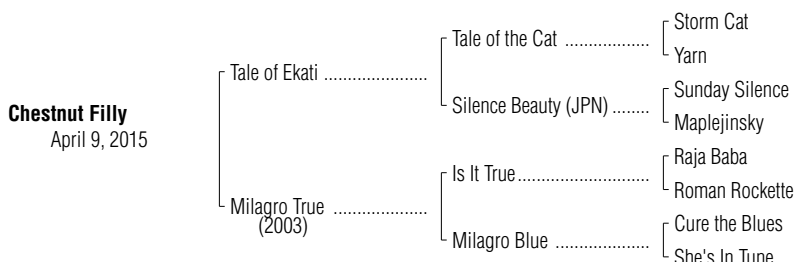 Storm Cat
Tale of the Cat ..................
Yarn
Tale of Ekati ......................
Sunday Silence
Silence Beauty (JPN) ........
Maplejinsky
Chestnut Filly
April 9, 2015
Raja Baba
Is It True............................
Roman Rockette
Milagro True ....................
(2003)
Cure the Blues
Milagro Blue ....................
She's In Tune